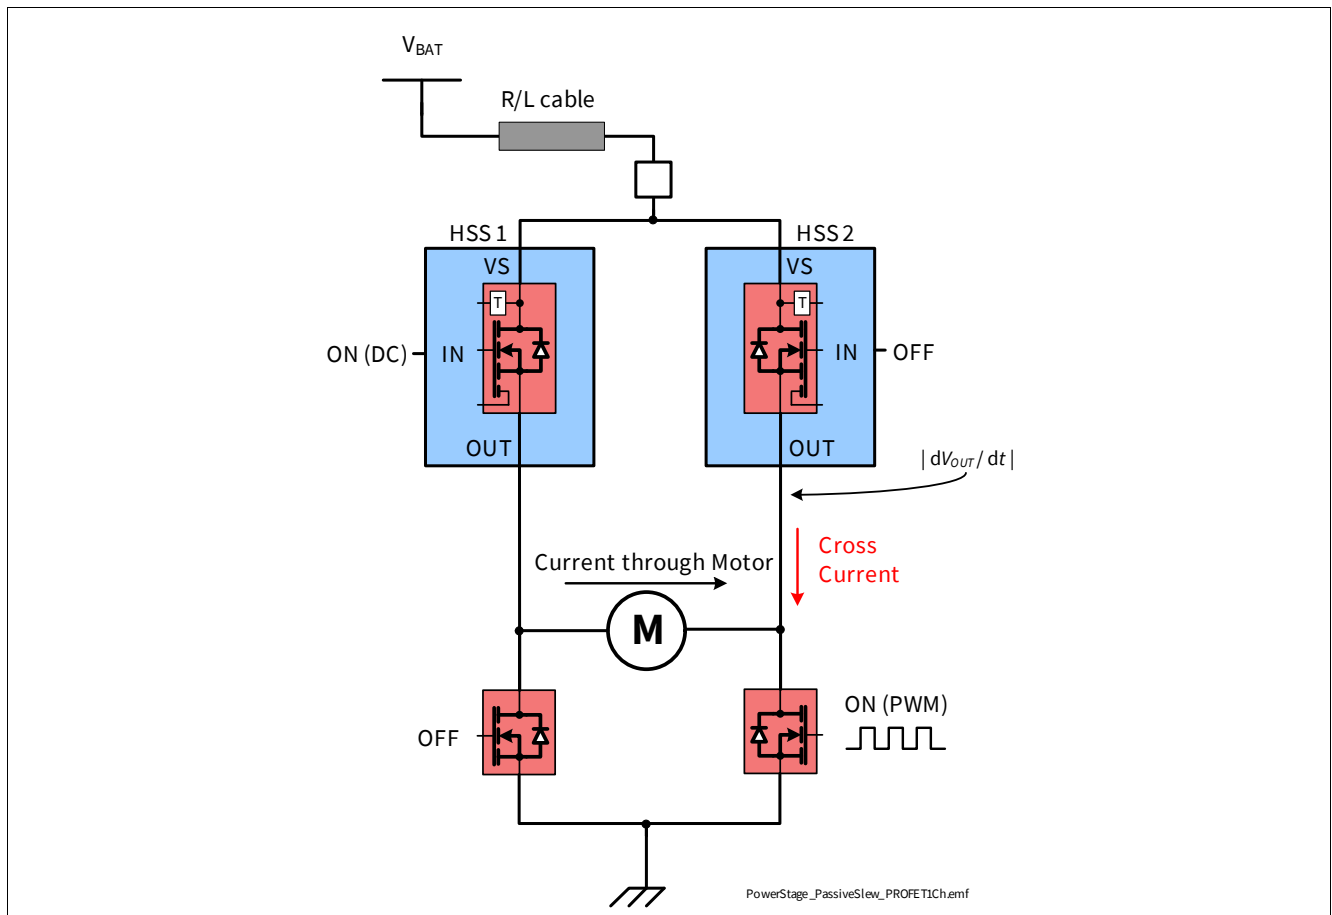 VBAT
R/L cable
HSS 1
HSS 2
VS
VS
T
T
ON (DC)
IN
IN
OFF
OUT
OUT
| dVOUT / dt |
Cross
Current
Current through Motor
M
ON (PWM)
OFF
PowerStage_PassiveSlew_PROFET1Ch.emf